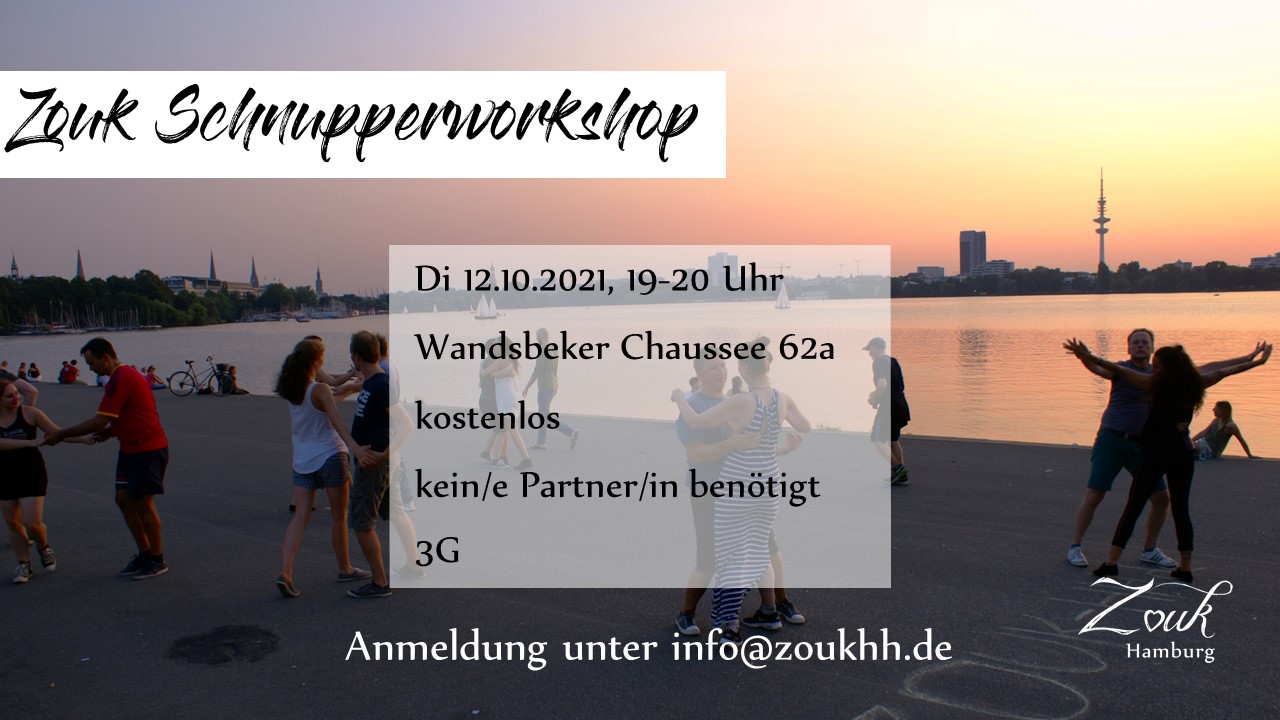 Zouk Schnupperworkshop
Di 12.10.2021, 19-20 Uhr
Wandsbeker Chaussee 62a
kostenlos
kein/e Partner/in benötigt
3G
Anmeldung unter info@zoukhh.de
Zouk
Hamburg